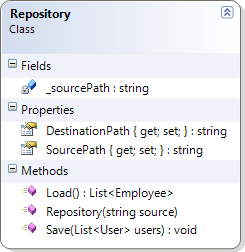 Repository
Class
Fields
_sourcePath : string
Properties
DestinationPath { get; set; } : string
SourcePath { get; set; } : string
Methods
Load() : List<Employee>
Repository(string source)
Save(List<User> users) : void